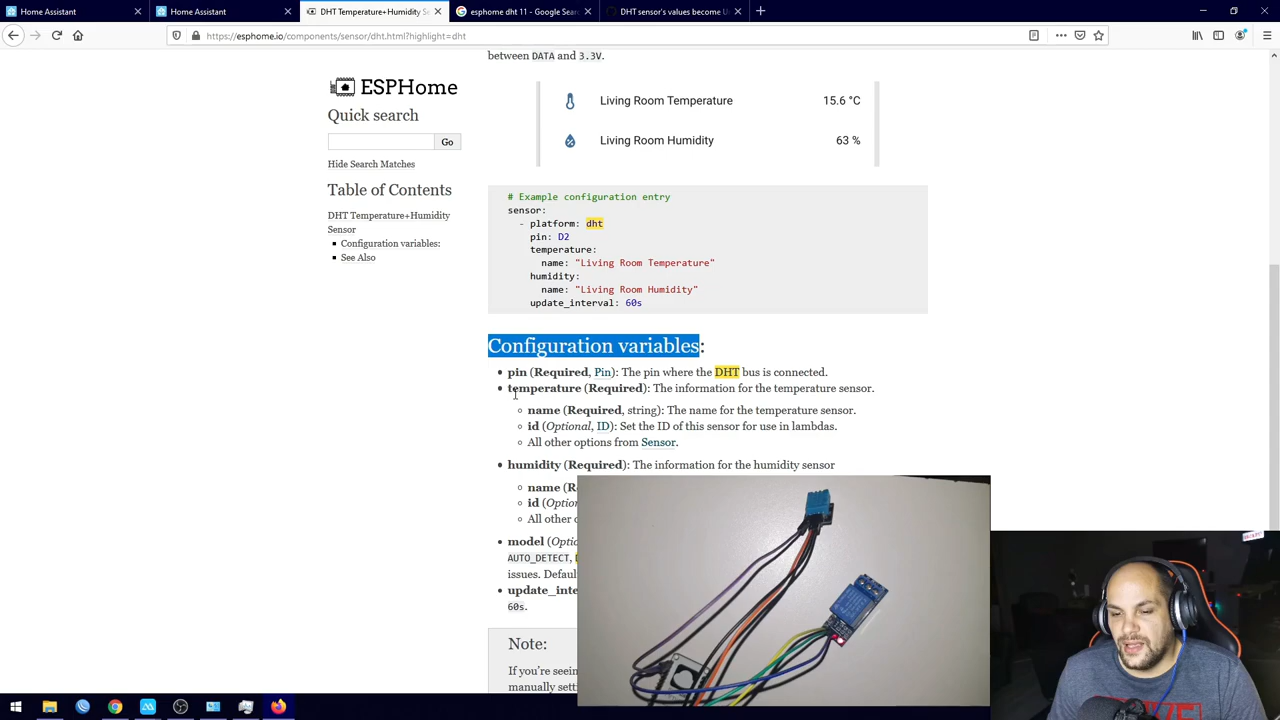 Home Assistant
Home Assistant
DHT Temperature+Humidity Se
esphome dht 11 - Google Sear
DHT sensor's values become U
https://esphome.io/components/sensor/dht.html?highlight=dht
between DATA and 3.3V.
ESPHome
Quick search
Go
Hide Search Matches
Table of Contents
DHT Temperature+Humidity
Sensor
Configuration variables:
See Also
Living Room Temperature 15.6 °C
Living Room Humidity 63 %
# Example configuration entry
sensor:
- platform: dht
pin: D2
temperature:
name: "Living Room Temperature"
humidity:
name: "Living Room Humidity"
update_interval: 60s
Configuration variables:
pin (Required, Pin): The pin where the DHT bus is connected.
temperature (Required): The information for the temperature sensor.
name (Required, string): The name for the temperature sensor.
id (Optional, ID): Set the ID of this sensor for use in lambdas.
All other options from Sensor.
humidity (Required): The information for the humidity sensor
name (Re
id (Option
All other o
model (Optio
AUTO_DETECT,
issues. Defau
update_inte
60s.
Note:
If you're seein
manually setti